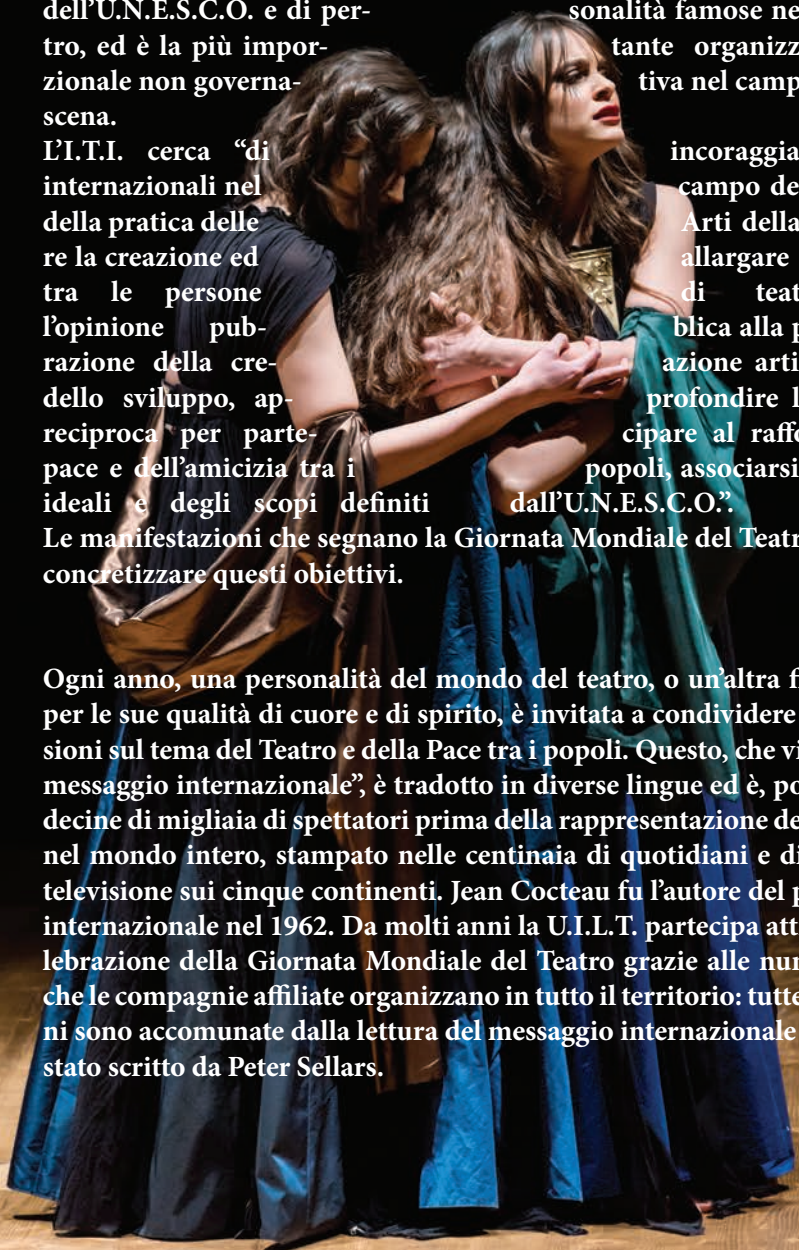 dell'U.N.E.S.C.O. e di per- sonalità famose ne
tro, ed è la più impor- tante organizz
zionale non governa- tiva nel camp
scena.
L'I.T.I. cerca “di incoraggia
internazionali nel campo de
della pratica delle Arti della
re la creazione ed allargare
tra le persone di teat
l'opinione pub- blica alla p
razione della cre- azione arti
dello sviluppo, ap- profondire l
reciproca per parte- cipare al raffo
pace e dell'amicizia tra i popoli, associarsi
ideali e degli scopi definiti dall'U.N.E.S.C.O.”.
Le manifestazioni che segnano la Giornata Mondiale del Teatr
concretizzare questi obiettivi.
Ogni anno, una personalità del mondo del teatro, o un'altra fi
per le sue qualità di cuore e di spirito, è invitata a condividere
sioni sul tema del Teatro e della Pace tra i popoli. Questo, che vi
messaggio internazionale”, è tradotto in diverse lingue ed è, po
decine di migliaia di spettatori prima della rappresentazione de
nel mondo intero, stampato nelle centinaia di quotidiani e di
televisione sui cinque continenti. Jean Cocteau fu l'autore del p
internazionale nel 1962. Da molti anni la U.I.L.T. partecipa att
lebrazione della Giornata Mondiale del Teatro grazie alle num
che le compagnie affiliate organizzano in tutto il territorio: tutte
ni sono accomunate dalla lettura del messaggio internazionale
stato scritto da Peter Sellars.